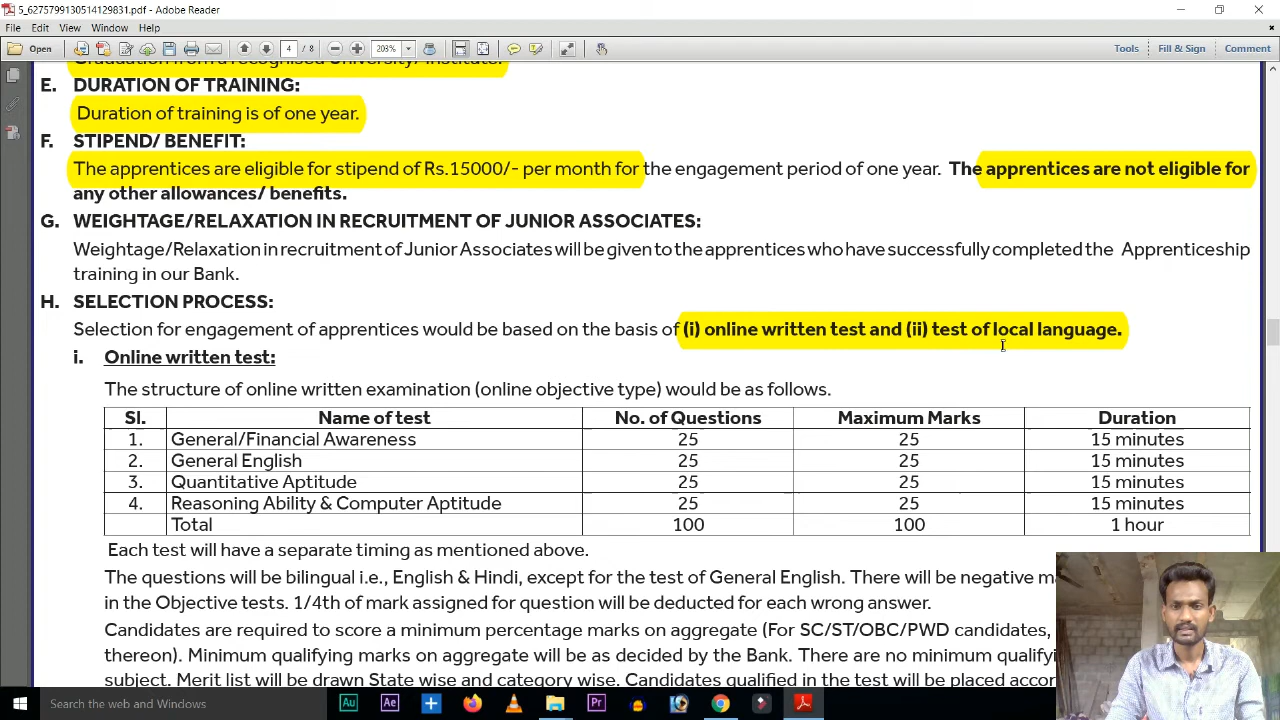 5_6275799130514129831.pdf - Adobe Reader
File Edit View Window Help
Open 4 / 8 203% Tools Fill & Sign Comment
Graduation from a recognised University/ Institute.
E. DURATION OF TRAINING:
Duration of training is of one year.
F. STIPEND/ BENEFIT:
The apprentices are eligible for stipend of Rs.15000/- per month for the engagement period of one year. The apprentices are not eligible for
any other allowances/ benefits.
G. WEIGHTAGE/RELAXATION IN RECRUITMENT OF JUNIOR ASSOCIATES:
Weightage/Relaxation in recruitment of Junior Associates will be given to the apprentices who have successfully completed the Apprenticeship
training in our Bank.
H. SELECTION PROCESS:
Selection for engagement of apprentices would be based on the basis of (i) online written test and (ii) test of local language.
i. Online written test:
The structure of online written examination (online objective type) would be as follows.
Sl. Name of test No. of Questions Maximum Marks Duration
1. General/Financial Awareness 25 25 15 minutes
2. General English 25 25 15 minutes
3. Quantitative Aptitude 25 25 15 minutes
4. Reasoning Ability & Computer Aptitude 25 25 15 minutes
Total 100 100 1 hour
Each test will have a separate timing as mentioned above.
The questions will be bilingual i.e., English & Hindi, except for the test of General English. There will be negative
in the Objective tests. 1/4th of mark assigned for question will be deducted for each wrong answer.
Candidates are required to score a minimum percentage marks on aggregate (For SC/ST/OBC/PWD candidates,
thereon). Minimum qualifying marks on aggregate will be as decided by the Bank. There are no minimum
subject. Merit list will be drawn State wise and category wise. Candidates qualified in the test will be placed
Search the web and Windows Au Ae Pr